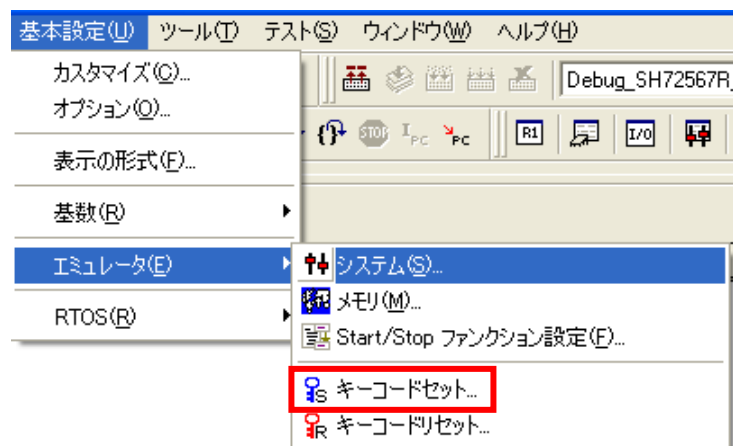 基本設定(U) ツール(T) テスト(S) ウィンドウ(W) ヘルプ(H)
カスタマイズ(C)...
Debug_SH72567R_
オプション(O)...
STOP I PC PC R1 I/O
表示の形式(F)...
基数(R)
エミュレータ(E)
システム(S)...
メモリ(M)...
RTOS(R)
Start/Stop ファンクション設定(F)...
S キーコードセット...
R キーコードリセット...